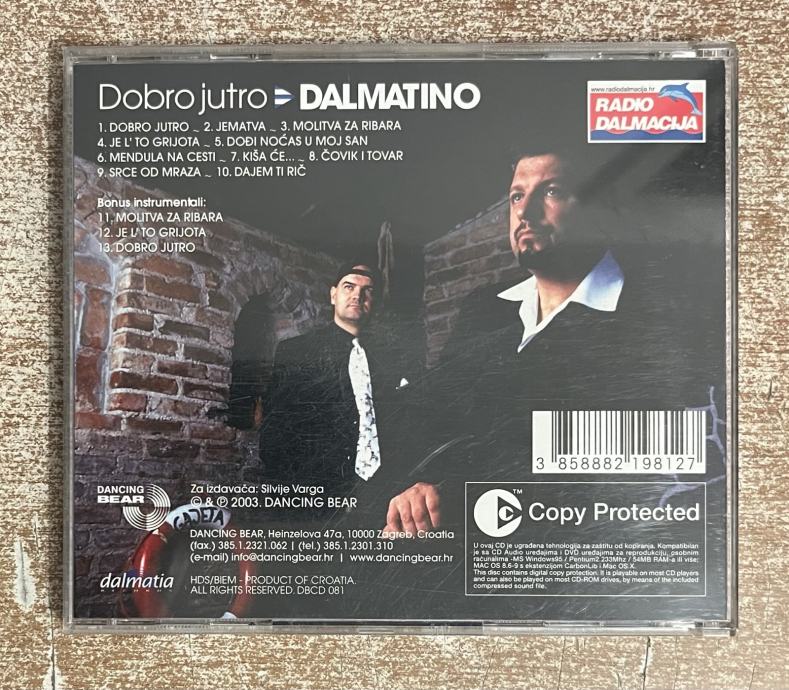 Dobro jutro DALMATINO
www.radiodalmacija.hr
RADIO
DALMACIJA
1. DOBRO JUTRO ~ 2. JEMATVA ~ 3. MOLITVA ZA RIBARA
4. JE L' TO GRIJOTA ~ 5. DOĐI NOĆAS U MOJ SAN
6. MENDULA NA CESTI ~ 7. KIŠA ĆE... ~ 8. ČOVIK I TOVAR
9. SRCE OD MRAZA ~ 10. DAJEM TI RIČ
Bonus instrumentali:
11. MOLITVA ZA RIBARA
12. JE L' TO GRIJOTA
13. DOBRO JUTRO
3 858882 198127
DANCING
BEAR
Za izdavača: Silvije Varga
© & ℗ 2003. DANCING BEAR
GAJETA
DANCING BEAR, Heinzelova 47a, 10000 Zagreb, Croatia
(fax.) 385.1.2321.062 | (tel.) 385.1.2301.310
(e-mail) info@dancingbear.hr | www.dancingbear.hr
dalmatia
RECORDS
HDS/BIEM - PRODUCT OF CROATIA.
ALL RIGHTS RESERVED. DBCD 081
TM
Copy Protected
U ovaj CD je ugrađena tehnologija za zaštitu od kopiranja. Kompatibilan
je sa CD Audio uređajima i DVD uređajima za reprodukciju, osobnim
računalima -MS Windows95 / Pentium2 233Mhz / 54MB RAM-a ili vise;
MAC OS 8.6-9 s ekstenzijom CarbonLib i Mac OS X.
This disc contains digital copy protection. It is playable on most CD players
and can also be played on most CD-ROM drives, by means of the included
compressed sound file.